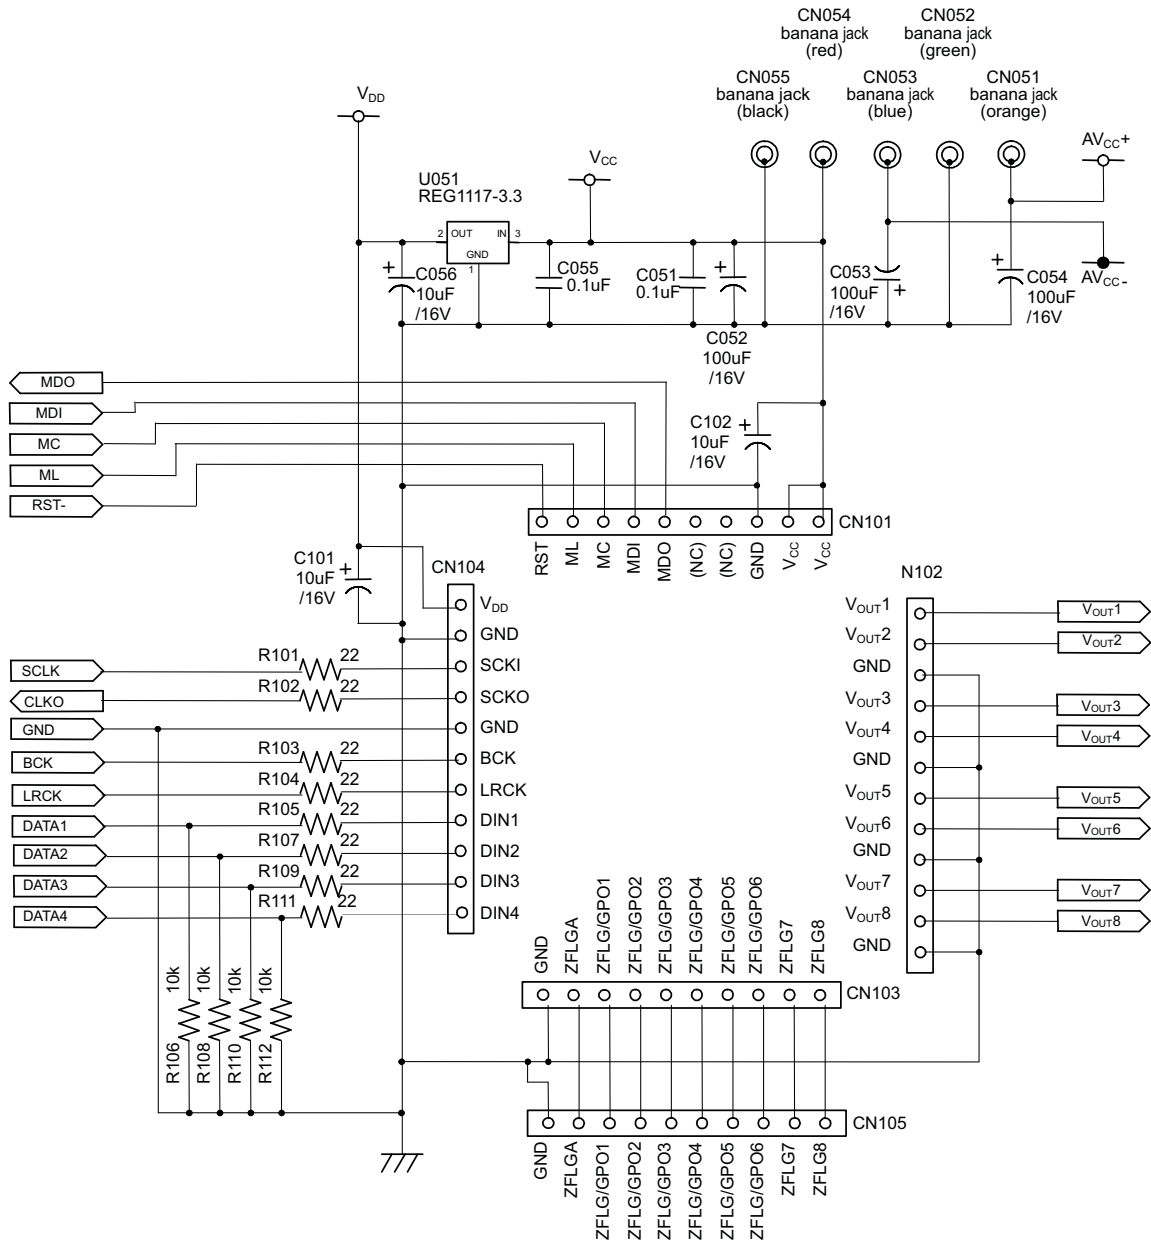 CN054
banana jack
(red)
CN052
banana jack
(green)
CN055
banana jack
(black)
CN053
banana jack
(blue)
CN051
banana jack
(orange)
VDD
VCC
AVCC+
AVCC-
U051
REG1117-3.3
2 OUT IN 3
GND
1
C056
10uF
/16V
C055
0.1uF
C051
0.1uF
C052
100uF
/16V
C053
100uF
/16V
C054
100uF
/16V
MDO
MDI
MC
ML
RST-
C102
10uF
/16V
CN101
RST
ML
MC
MDI
MDO
(NC)
(NC)
GND
VCC
VCC
C101
10uF
/16V
CN104
VDD
GND
SCKI
SCKO
GND
BCK
LRCK
DIN1
DIN2
DIN3
DIN4
SCLK
CLKO
GND
BCK
LRCK
DATA1
DATA2
DATA3
DATA4
R101 22
R102 22
R103 22
R104 22
R105 22
R107 22
R109 22
R111 22
10k
10k
10k
10k
R106
R108
R110
R112
N102
VOUT1
VOUT2
GND
VOUT3
VOUT4
GND
VOUT5
VOUT6
GND
VOUT7
VOUT8
GND
VOUT1
VOUT2
VOUT3
VOUT4
VOUT5
VOUT6
VOUT7
VOUT8
GND
ZFLGA
ZFLG/GPO1
ZFLG/GPO2
ZFLG/GPO3
ZFLG/GPO4
ZFLG/GPO5
ZFLG/GPO6
ZFLG7
ZFLG8
CN103
CN105
GND
ZFLGA
ZFLG/GPO1
ZFLG/GPO2
ZFLG/GPO3
ZFLG/GPO4
ZFLG/GPO5
ZFLG/GPO6
ZFLG7
ZFLG8